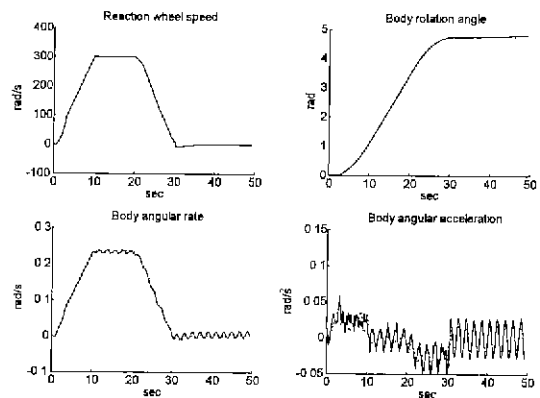 Reaction wheel speed
400
300
200
100
0
-100
rad/s
0 10 20 30 40 50
sec
Body rotation angle
5
4
3
2
1
0
rad
0 10 20 30 40 50
sec
Body angular rate
0 3
0.2
0.1
0
-0.1
rad/s
0 10 20 30 40 50
sec
Body angular acceleration
0 15
0.1
0.05
0
-0.05
rad/s²
0 10 20 30 40 50
sec